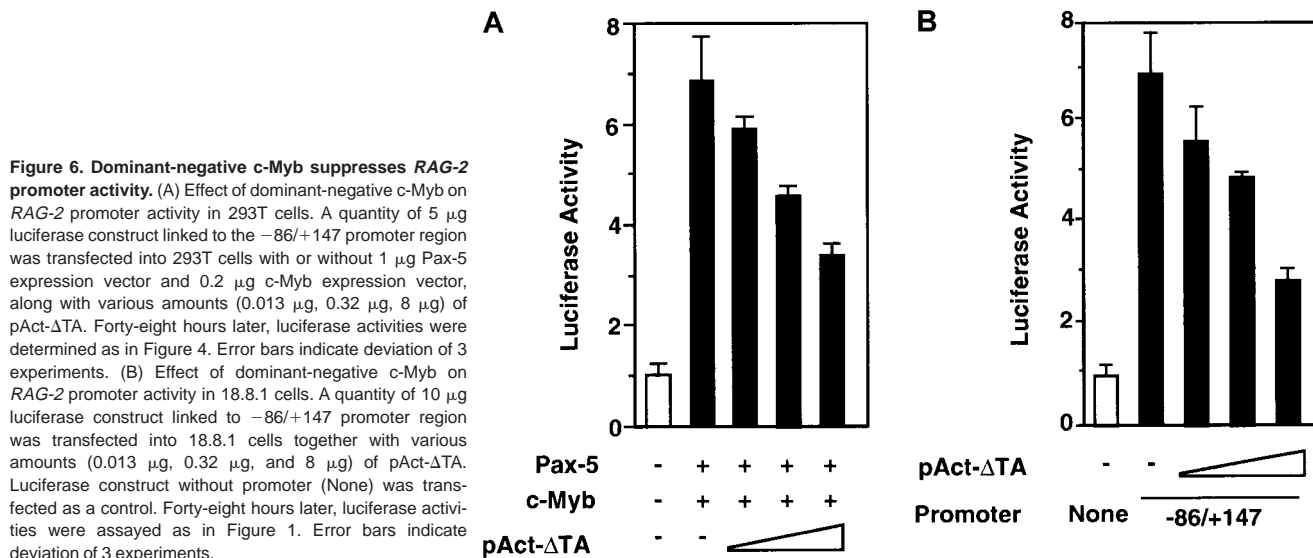 Figure 6. Dominant-negative c-Myb suppresses RAG-2
promoter activity. (A) Effect of dominant-negative c-Myb on
RAG-2 promoter activity in 293T cells. A quantity of 5 μg
luciferase construct linked to the −86/+147 promoter region
was transfected into 293T cells with or without 1 μg Pax-5
expression vector and 0.2 μg c-Myb expression vector,
along with various amounts (0.013 μg, 0.32 μg, 8 μg) of
pAct-ΔTA. Forty-eight hours later, luciferase activities were
determined as in Figure 4. Error bars indicate deviation of 3
experiments. (B) Effect of dominant-negative c-Myb on
RAG-2 promoter activity in 18.8.1 cells. A quantity of 10 μg
luciferase construct linked to −86/+147 promoter region
was transfected into 18.8.1 cells together with various
amounts (0.013 μg, 0.32 μg, and 8 μg) of pAct-ΔTA.
Luciferase construct without promoter (None) was trans-
fected as a control. Forty-eight hours later, luciferase activi-
ties were assayed as in Figure 1. Error bars indicate
deviation of 3 experiments.
A
Luciferase Activity
8
6
4
2
0
Pax-5 - + + + +
c-Myb - + + + +
pAct-ΔTA - -
B
Luciferase Activity
8
6
4
2
0
pAct-ΔTA - -
Promoter None -86/+147